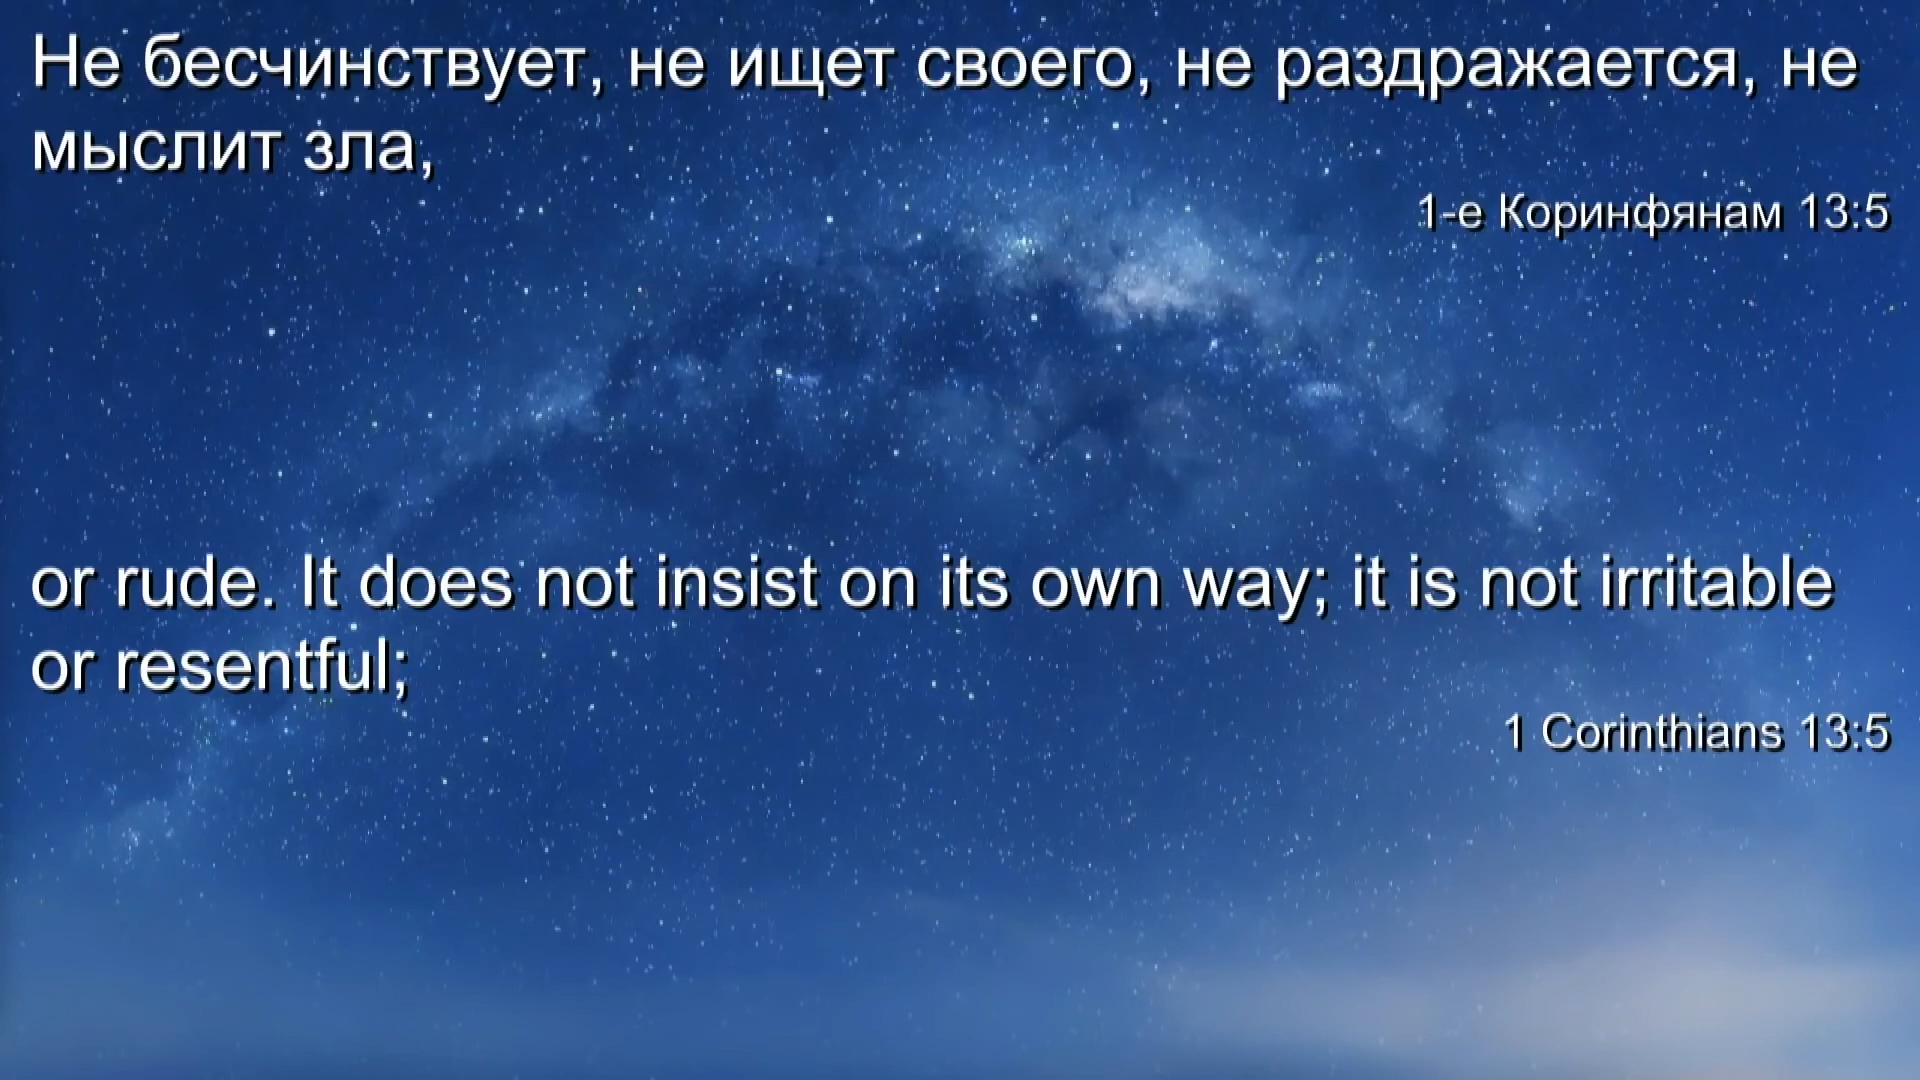 Не бесчинствует, не ищет своего, не раздражается, не
мыслит зла,
1-е Коринфянам 13:5
or rude. It does not insist on its own way; it is not irritable
or resentful;
1 Corinthians 13:5